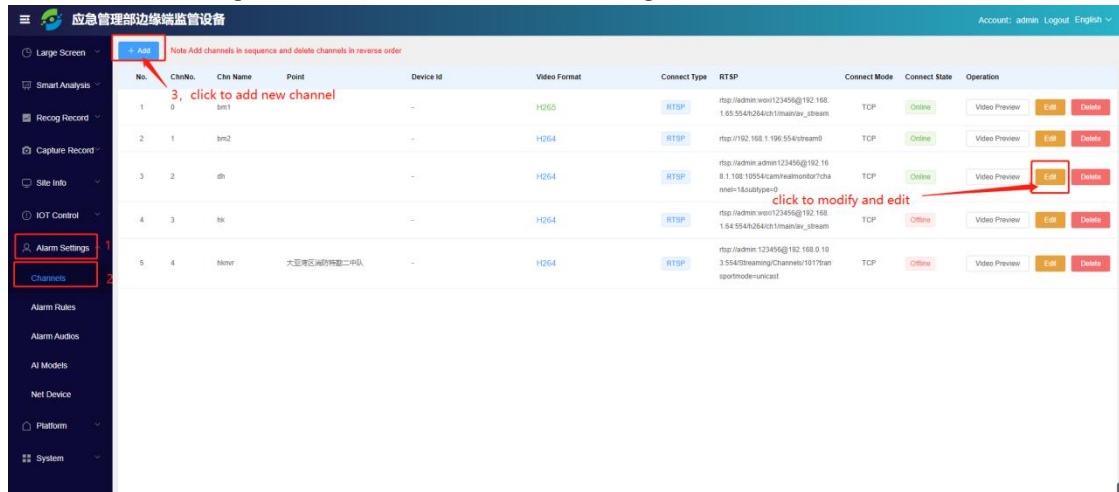 应急管理部边缘端监管设备
Account: admin Logout English
Large Screen
Smart Analysis
Recog Record
Capture Record
Site Info
IOT Control
Alarm Settings 1
Channels 2
Alarm Rules
Alarm Audios
AI Models
Net Device
Platform
System
+ Add Note Add channels in sequence and delete channels in reverse order
No. ChnNo. Chn Name Point Device Id Video Format Connect Type RTSP Connect Mode Connect State Operation
3, click to add new channel
1 0 bm1 - H265 RTSP rtsp://admin:woxi123456@192.168.
1.65:554/h264/ch1/main/av_stream TCP Online Video Preview Edit Delete
2 1 bm2 - H264 RTSP rtsp://192.168.1.196:554/stream0 TCP Online Video Preview Edit Delete
3 2 dh - H264 RTSP rtsp://admin:admin123456@192.16
8.1.108:10554/cam/realmonitor?cha
nnel=1&subtype=0 TCP Online Video Preview Edit Delete
click to modify and edit
4 3 hk - H264 RTSP rtsp://admin:woxi123456@192.168.
1.64:554/h264/ch1/main/av_stream TCP Offline Video Preview Edit Delete
5 4 hknvr 大亚湾区消防特勤二中队 - H264 RTSP rtsp://admin:123456@192.168.0.10
3:554/Streaming/Channels/101?tran
sportmode=unicast TCP Offline Video Preview Edit Delete